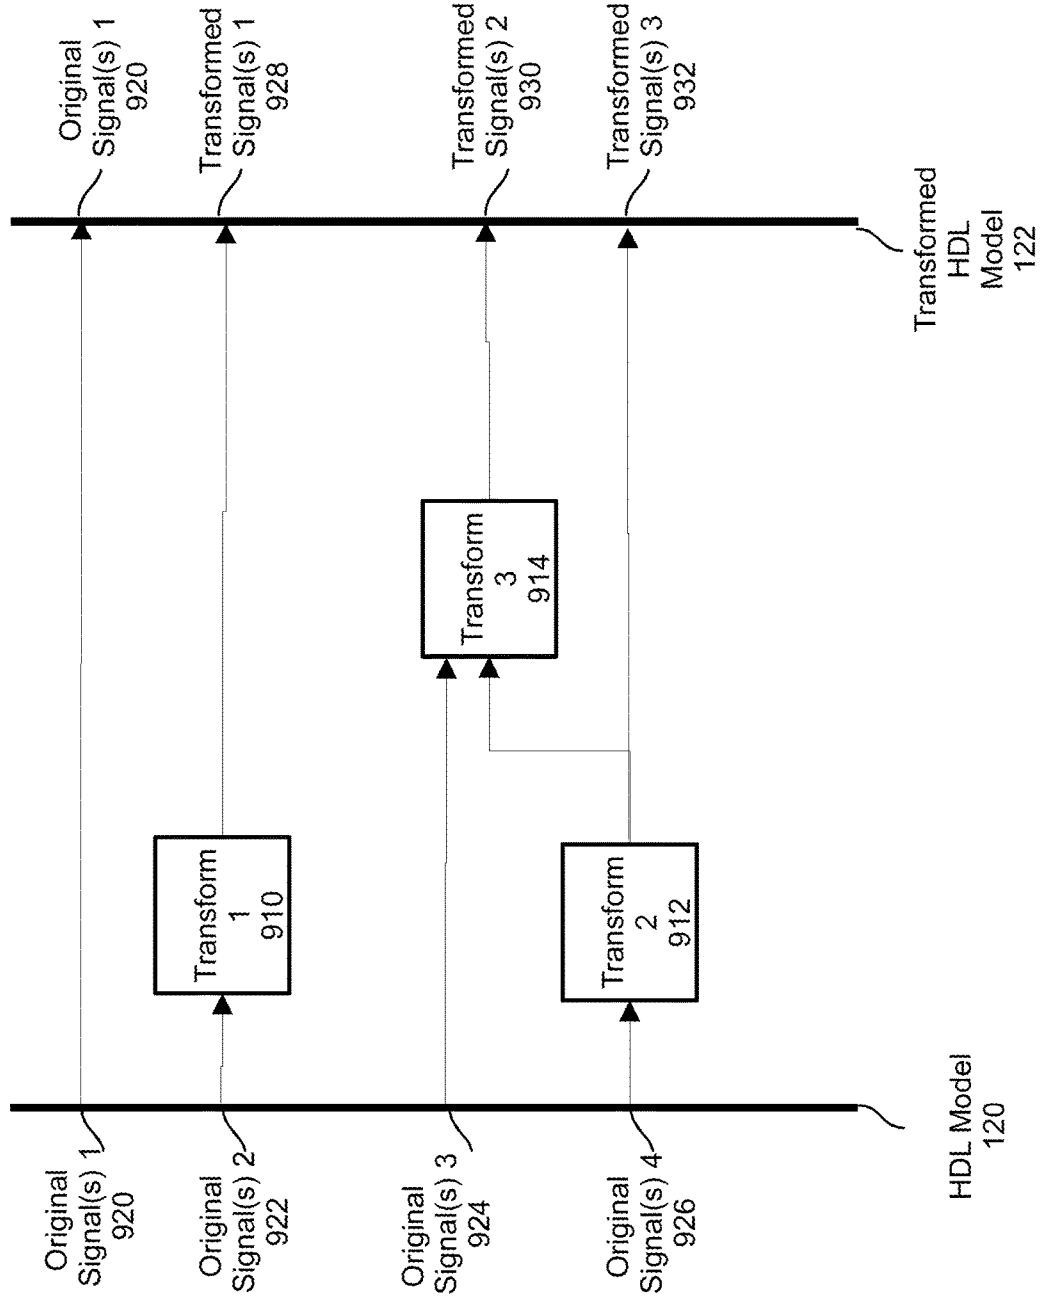 Original
Signal(s) 1
920
Original
Signal(s) 2
922
Original
Signal(s) 3
924
Original
Signal(s) 4
926
HDL Model
120
Transform
1
910
Transform
2
912
Transform
3
914
Original
Signal(s) 1
920
Transformed
Signal(s) 1
928
Transformed
Signal(s) 2
930
Transformed
Signal(s) 3
932
Transformed
HDL
Model
122